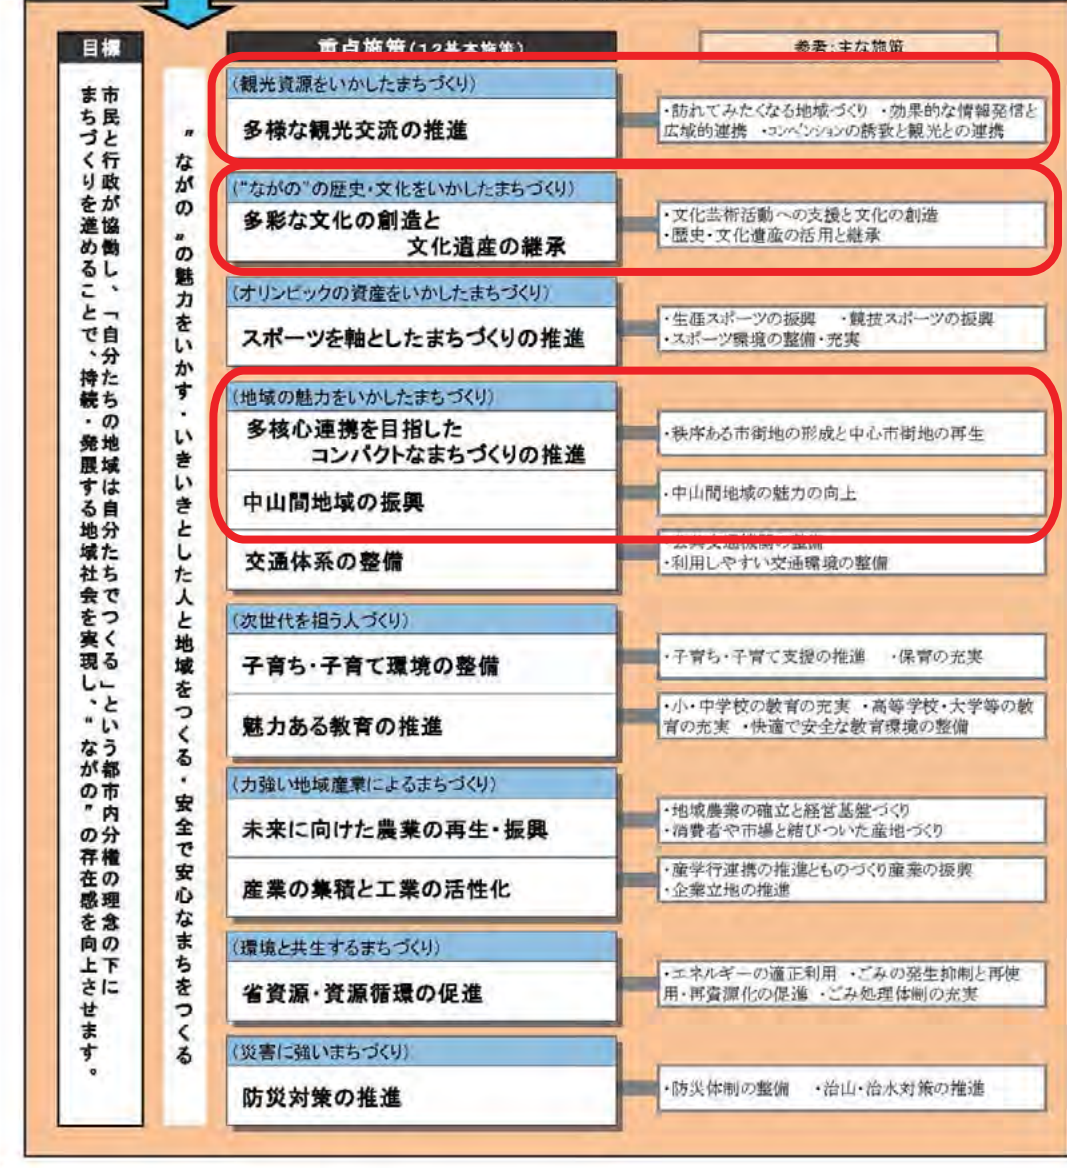 目標
市民と行政が協働し、「自分たちの地域は自分たちでつくる」という都市内分権の理念の下に
まちづくりを進めることで、持続・発展する地域社会を実現し、“ながの”の存在感を向上させます。
“ながの”の魅力をいかす・いきいきとした人と地域をつくる・安全で安心なまちをつくる
重点施策(12基本施策)
参考:主な施策
(観光資源をいかしたまちづくり)
多様な観光交流の推進
・訪れてみたくなる地域づくり ・効果的な情報発信と
広域的連携 ・コンベンションの誘致と観光との連携
(“ながの”の歴史・文化をいかしたまちづくり)
多彩な文化の創造と
文化遺産の継承
・文化芸術活動への支援と文化の創造
・歴史・文化遺産の活用と継承
(オリンピックの資産をいかしたまちづくり)
スポーツを軸としたまちづくりの推進
・生涯スポーツの振興 ・競技スポーツの振興
・スポーツ環境の整備・充実
(地域の魅力をいかしたまちづくり)
多核心連携を目指した
コンパクトなまちづくりの推進
・秩序ある市街地の形成と中心市街地の再生
中山間地域の振興
・中山間地域の魅力の向上
交通体系の整備
・公共交通機関の整備
・利用しやすい交通環境の整備
(次世代を担う人づくり)
子育ち・子育て環境の整備
・子育ち・子育て支援の推進 ・保育の充実
魅力ある教育の推進
・小・中学校の教育の充実 ・高等学校・大学等の教
育の充実 ・快適で安全な教育環境の整備
(力強い地域産業によるまちづくり)
未来に向けた農業の再生・振興
・地域農業の確立と経営基盤づくり
・消費者や市場と結びついた産地づくり
産業の集積と工業の活性化
・産学行連携の推進とものづくり産業の振興
・企業立地の推進
(環境と共生するまちづくり)
省資源・資源循環の促進
・エネルギーの適正利用 ・ごみの発生抑制と再使
用・再資源化の促進 ・ごみ処理体制の充実
(災害に強いまちづくり)
防災対策の推進
・防災体制の整備 ・治山・治水対策の推進